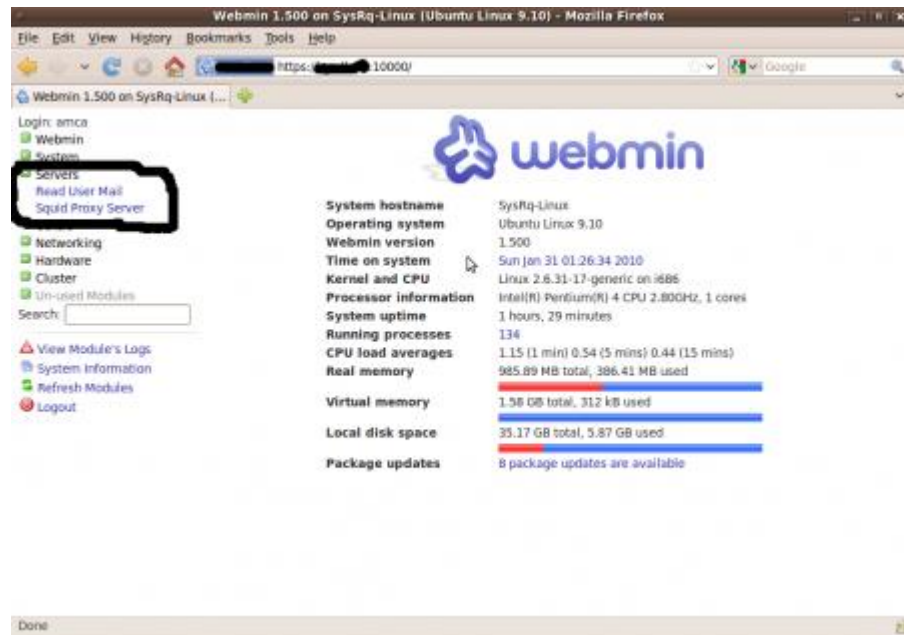 Webmin 1.500 on SysRq-Linux (Ubuntu Linux 9.10) - Mozilla Firefox
File Edit View History Bookmarks Tools Help
https: 10000/
Google
Webmin 1.500 on SysRq-Linux (...
Login: amca
Webmin
System
Servers
Read User Mail
Squid Proxy Server
Networking
Hardware
Cluster
Un-used Modules
Search:
View Module's Logs
System Information
Refresh Modules
Logout
webmin
System hostname SysRq-Linux
Operating system Ubuntu Linux 9.10
Webmin version 1.500
Time on system Sun Jan 31 01:26:34 2010
Kernel and CPU Linux 2.6.31-17-generic on i686
Processor information Intel(R) Pentium(R) 4 CPU 2.80GHz, 1 cores
System uptime 1 hours, 29 minutes
Running processes 134
CPU load averages 1.15 (1 min) 0.54 (5 mins) 0.44 (15 mins)
Real memory 985.89 MB total, 386.41 MB used
Virtual memory 1.58 GB total, 312 kB used
Local disk space 35.17 GB total, 5.87 GB used
Package updates 8 package updates are available
Done